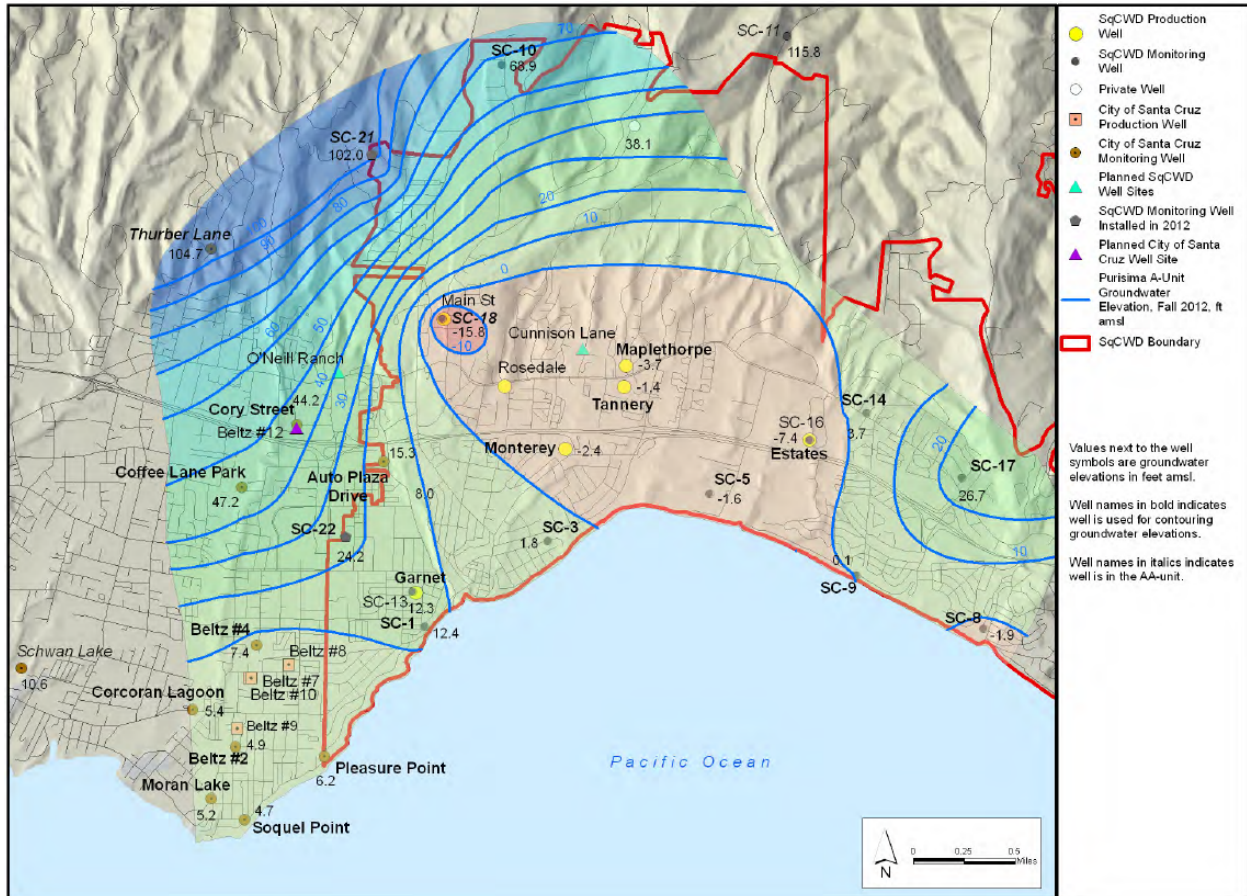 70
SC-11
115.8
SC-10
68.9
38.1
SC-21
102.0
100
90
80
20
10
0
Thurber Lane
104.7
60
50
40
30
Main St
SC-18
-15.8
-10
Cunnison Lane
O'Neill Ranch
Maplethorpe
-3.7
Rosedale
-1.4
Tannery
44.2
Cory Street
Beltz #12
SC-14
8.7
SC-16
-7.4
Estates
20
SC-17
26.7
15.3
Monterey
-2.4
Coffee Lane Park
47.2
Auto Plaza
Drive
8.0
SC-5
-1.6
SC-22
24.2
SC-3
1.8
10
0.1
SC-9
Garnet
SC-13
12.3
SC-1
12.4
SC-8
-1.9
Beltz #4
7.4
Beltz #8
Schwan Lake
10.6
Beltz #7
Beltz #10
Corcoran Lagoon
5.4
Beltz #9
4.9
Beltz #2
Pleasure Point
6.2
Moran Lake
5.2
4.7
Soquel Point
Pacific Ocean
N
0 0.25 0.5
Miles
SqCWD Production
Well
SqCWD Monitoring
Well
Private Well
City of Santa Cruz
Production Well
City of Santa Cruz
Monitoring Well
Planned SqCWD
Well Sites
SqCWD Monitoring Well
Installed in 2012
Planned City of Santa
Cruz Well Site
Purisima A-Unit
Groundwater
Elevation, Fall 2012, ft
amsl
SqCWD Boundary
Values next to the well
symbols are groundwater
elevations in feet amsl.
Well names in bold indicates
well is used for contouring
groundwater elevations.
Well names in italics indicates
well is in the AA-unit.